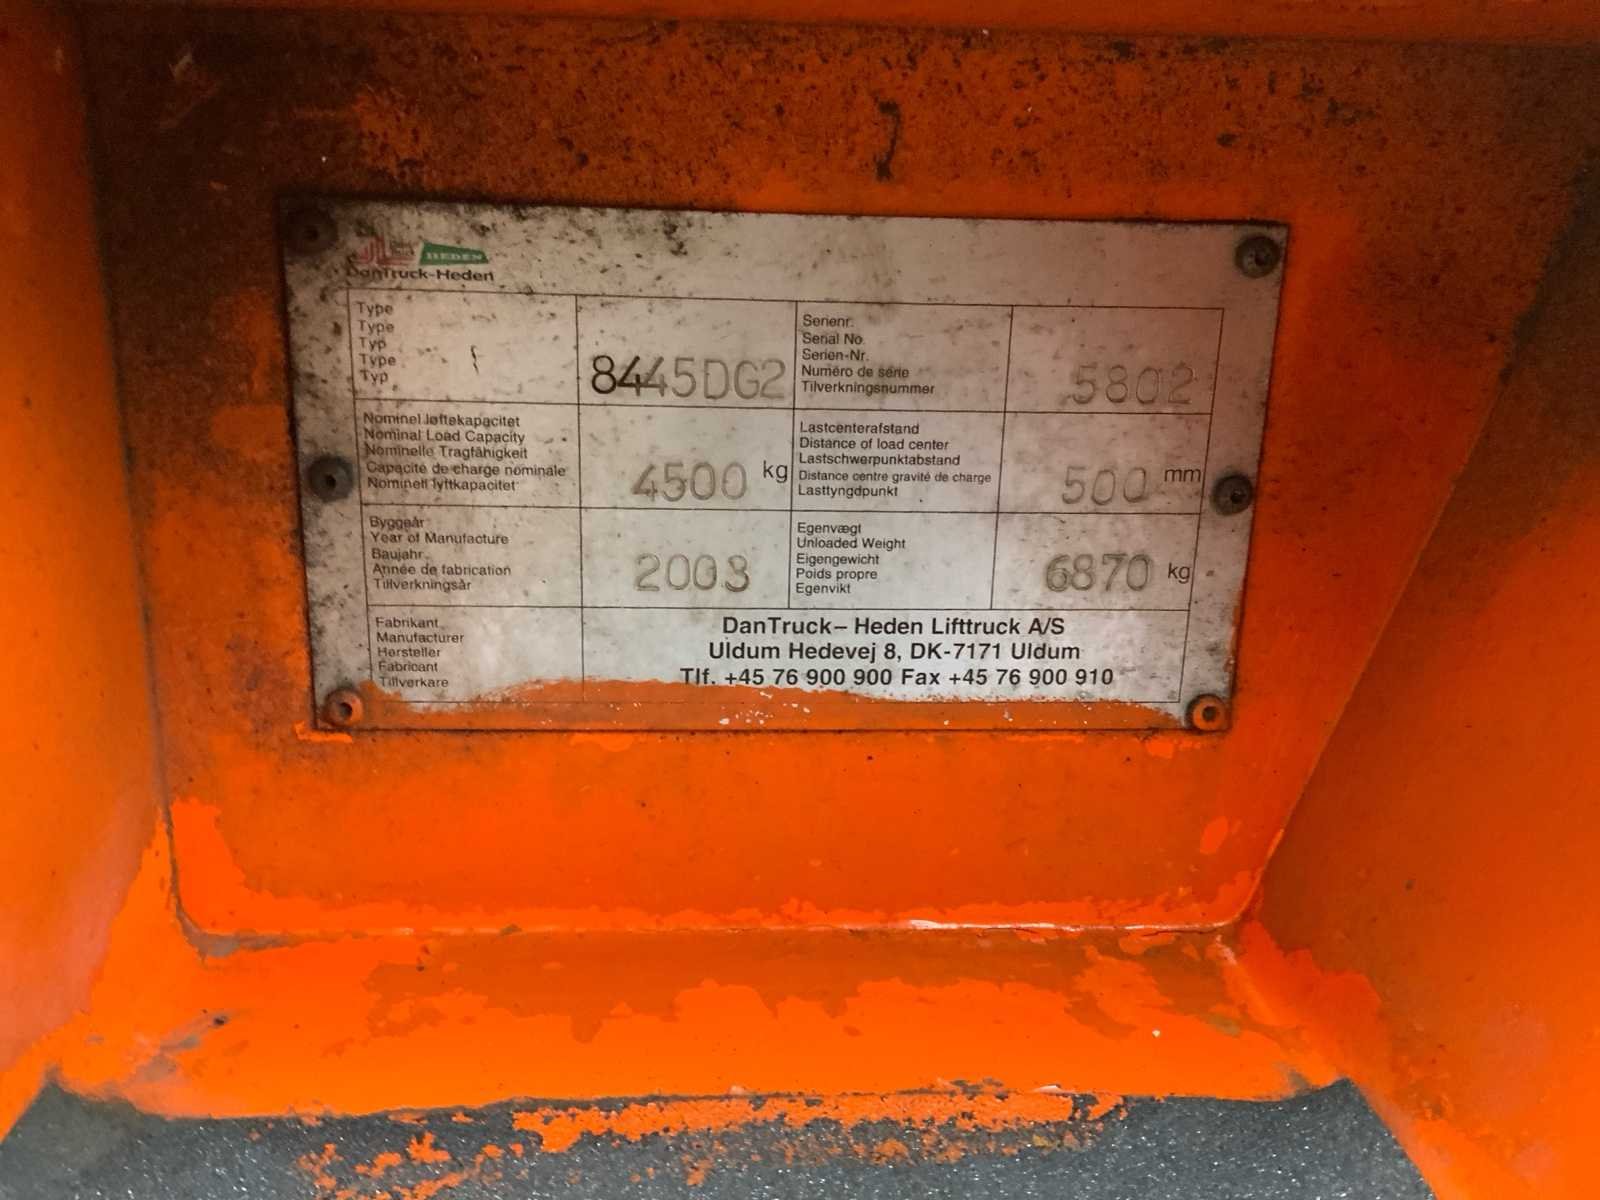 HEDEN
DanTruck-Heden
Type
Type
Typ
Type
Typ
8445DG2
Serienr.
Serial No.
Serien-Nr.
Numéro de série
Tilverkningsnummer
5802
Nominel løftekapacitet
Nominal Load Capacity
Nominelle Tragfähigkeit
Capacité de charge nominale
Nominell lyftkapacitet
4500 kg
Lastcenterafstand
Distance of load center
Lastschwerpunktabstand
Distance centre gravité de charge
Lasttyngdpunkt
500 mm
Byggeår
Year of Manufacture
Baujahr
Année de fabrication
Tillverkningsår
2003
Egenvægt
Unloaded Weight
Eigengewicht
Poids propre
Egenvikt
6870 kg
Fabrikant
Manufacturer
Hersteller
Fabricant
Tillverkare
DanTruck– Heden Lifttruck A/S
Uldum Hedevej 8, DK-7171 Uldum
Tlf. +45 76 900 900 Fax +45 76 900 910